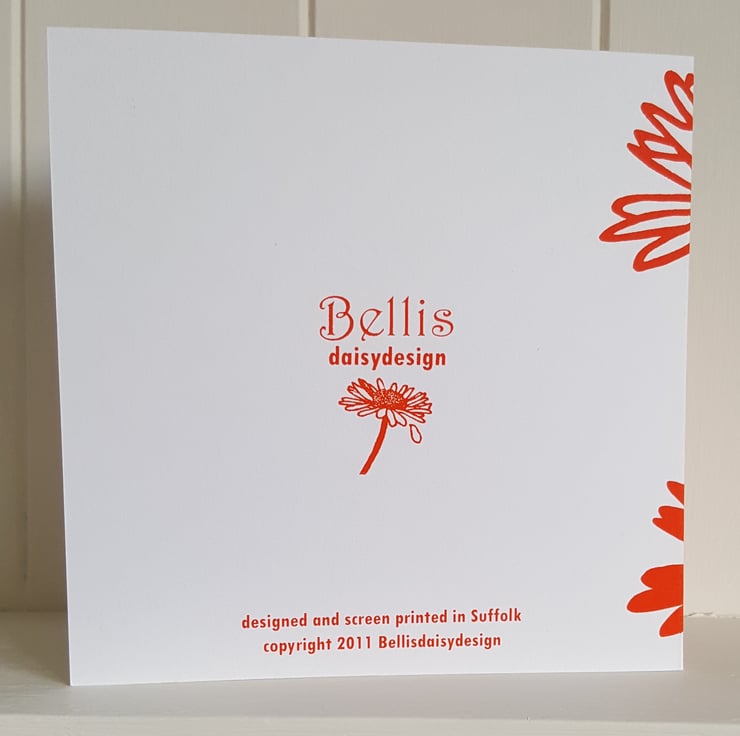 Bellis
daisydesign
designed and screen printed in Suffolk
copyright 2011 Bellisdaisydesign